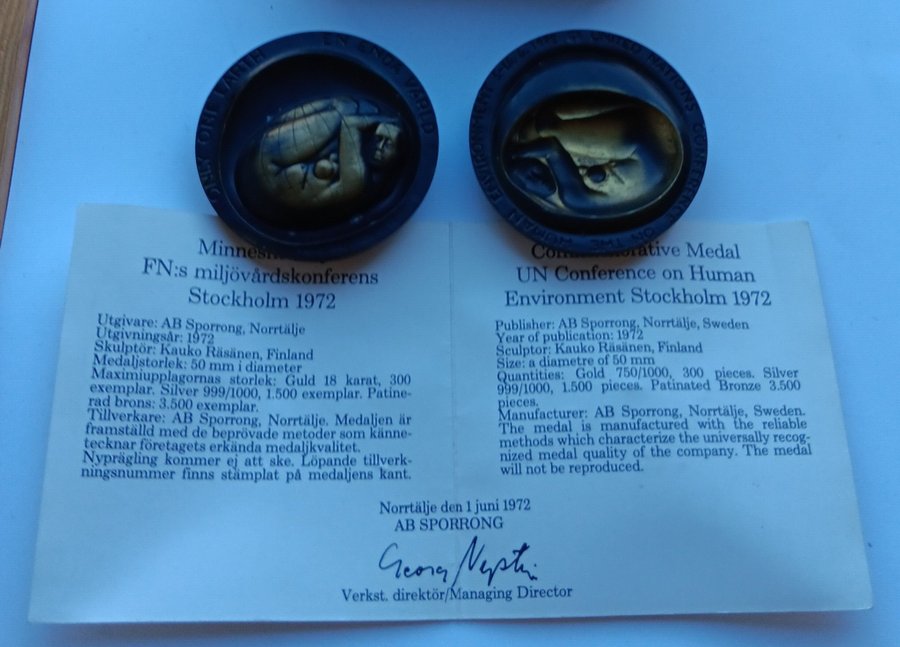 ONLY ONE EARTH EN ENDA VÄRLD
UNITED NATIONS CONFERENCE ON THE HUMAN ENVIRONMENT
FN:s miljövårdskonferens
Stockholm 1972
Utgivare: AB Sporrong, Norrtälje
Utgivningsår: 1972
Skulptör: Kauko Räsänen, Finland
Medaljstorlek: 50 mm i diameter
Maximiupplagornas storlek: Guld 18 karat, 300
exemplar. Silver 999/1000, 1.500 exemplar. Patine-
rad brons: 3.500 exemplar.
Tillverkare: AB Sporrong, Norrtälje. Medaljen är
framställd med de beprövade metoder som känne-
tecknar företagets erkända medaljkvalitet.
Nyprägling kommer ej att ske. Löpande tillverk-
ningsnummer finns stämplat på medaljens kant.
Commemorative Medal
UN Conference on Human
Environment Stockholm 1972
Publisher: AB Sporrong, Norrtälje, Sweden
Year of publication: 1972
Sculptor: Kauko Räsänen, Finland
Size: a diametre of 50 mm
Quantities: Gold 750/1000, 300 pieces. Silver
999/1000, 1.500 pieces. Patinated Bronze 3.500
pieces.
Manufacturer: AB Sporrong, Norrtälje, Sweden.
The medal is manufactured with the reliable
methods which characterize the universally recog-
nized medal quality of the company. The medal
will not be reproduced.
Norrtälje den 1 juni 1972
AB SPORRONG
Verkst. direktör/Managing Director